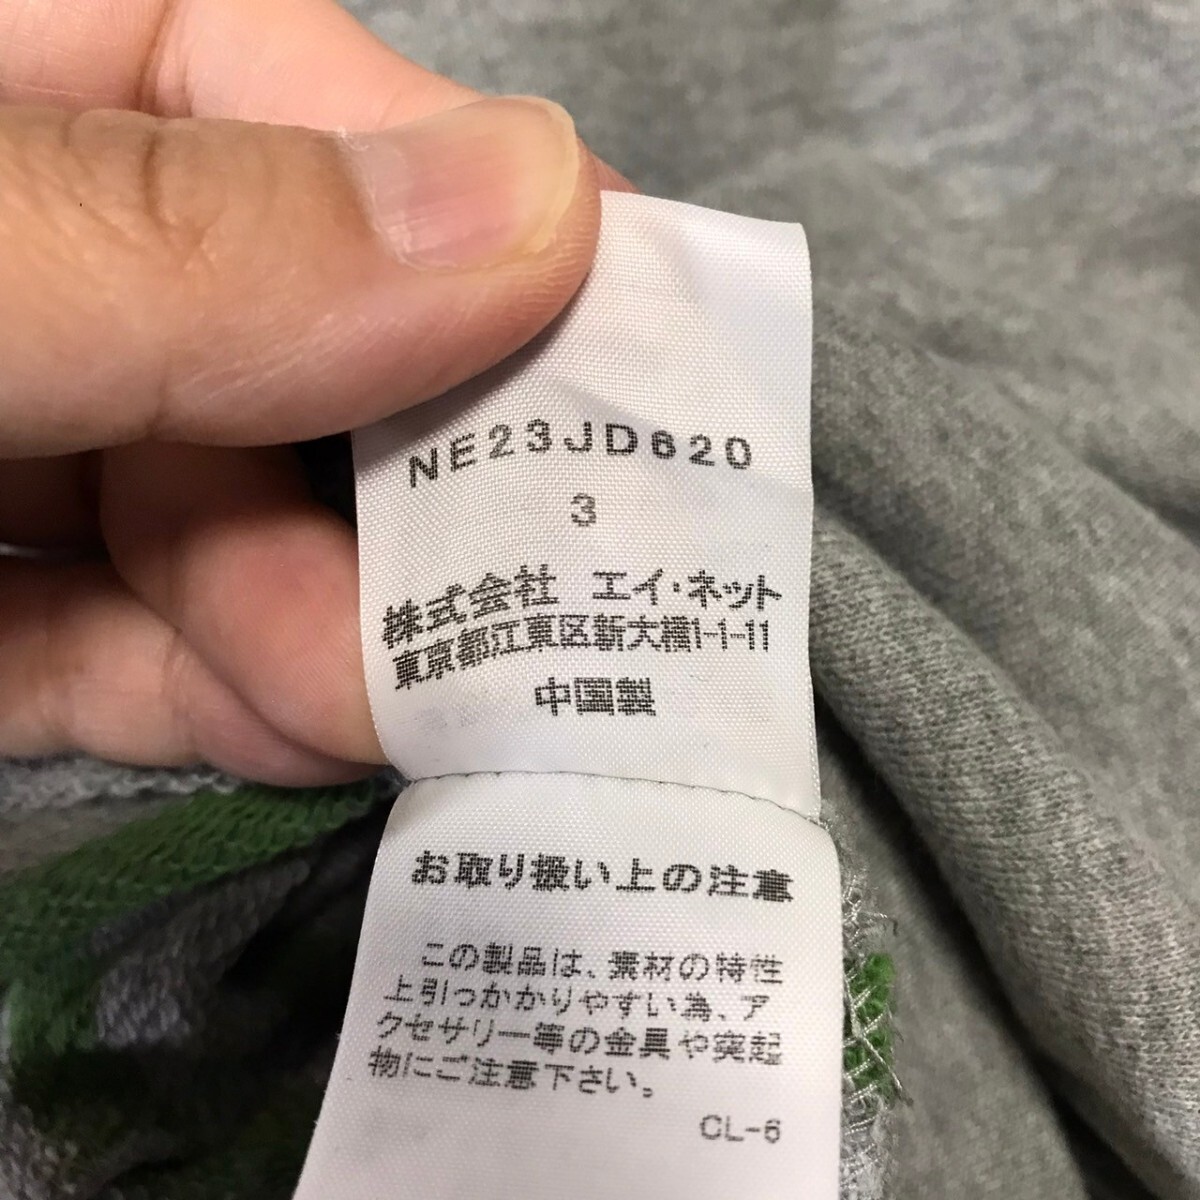 NE23JD620
3
株式会社 エイ・ネット
東京都江東区新大橋1-1-11
中国製
お取り扱い上の注意
この製品は、素材の特性
上引っかかりやすい為、ア
クセサリー等の金具や突起
物にご注意下さい。
CL-6